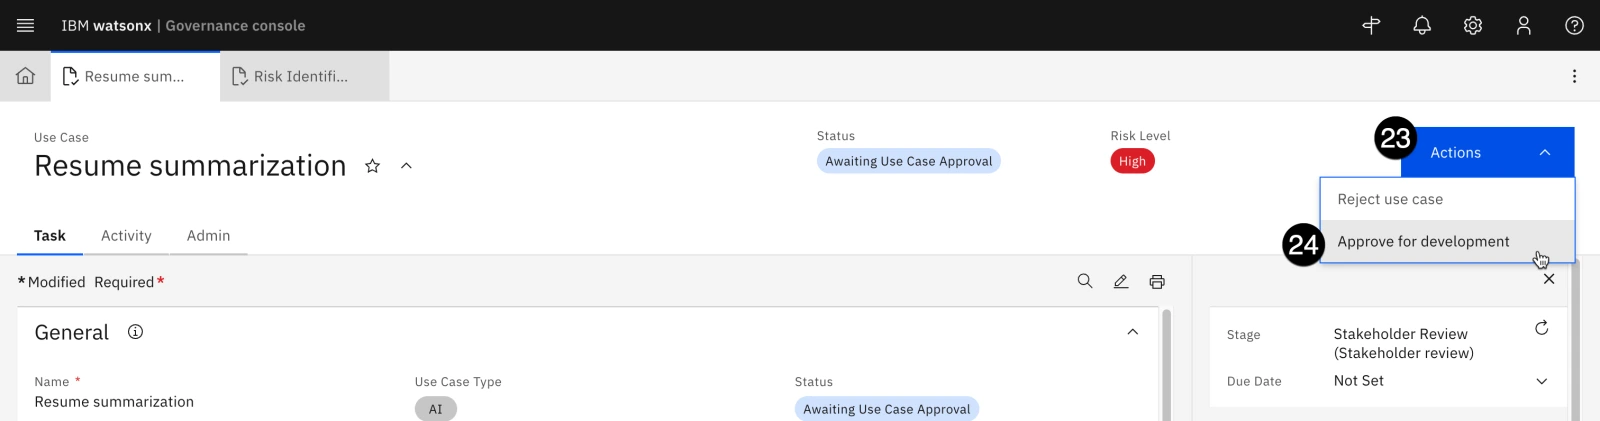 IBM watsonx | Governance console
Resume sum...
Risk Identifi...
Use Case
Resume summarization
Status
Awaiting Use Case Approval
Risk Level
High
23
Actions
Reject use case
24
Approve for development
Task Activity Admin
*Modified Required*
General
Name *
Resume summarization
Use Case Type
AI
Status
Awaiting Use Case Approval
Stage
Stakeholder Review
(Stakeholder review)
Due Date
Not Set